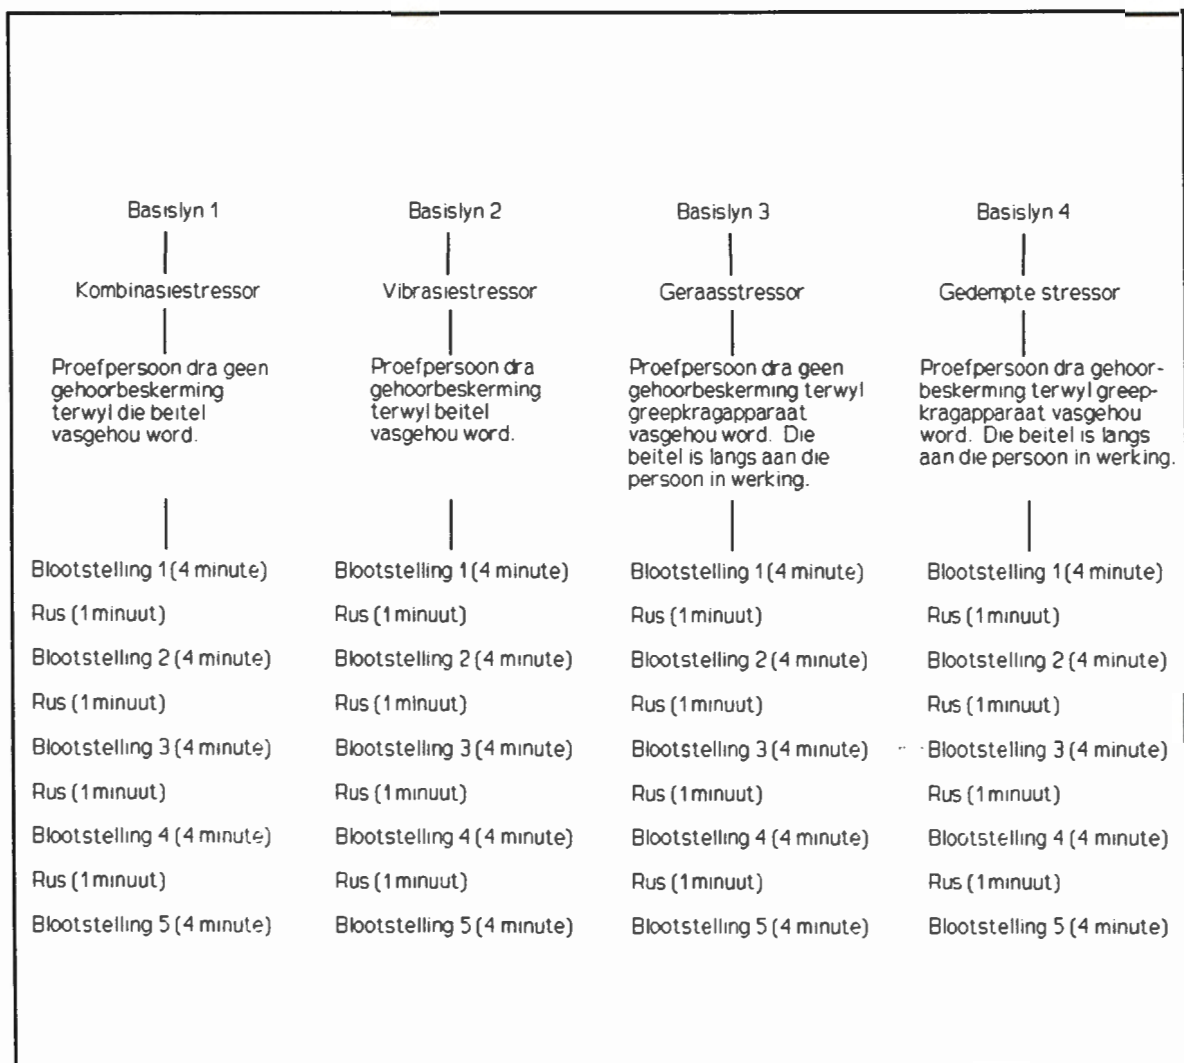 Basislyn 1
Kombinasiestressor
Proefpersoon dra geen
gehoorbeskerming
terwyl die beitel
vasgehou word.
Blootstelling 1 (4 minute)
Rus (1 minuut)
Blootstelling 2 (4 minute)
Rus (1 minuut)
Blootstelling 3 (4 minute)
Rus (1 minuut)
Blootstelling 4 (4 minute)
Rus (1 minuut)
Blootstelling 5 (4 minute)
Basislyn 2
Vibrasiestressor
Proefpersoon dra
gehoorbeskerming
terwyl beitel
vasgehou word.
Blootstelling 1 (4 minute)
Rus (1 minuut)
Blootstelling 2 (4 minute)
Rus (1 minuut)
Blootstelling 3 (4 minute)
Rus (1 minuut)
Blootstelling 4 (4 minute)
Rus (1 minuut)
Blootstelling 5 (4 minute)
Basislyn 3
Geraasstressor
Proefpersoon dra geen
gehoorbeskerming terwyl
greepkragapparaat
vasgehou word. Die
beitel is langs aan die
persoon in werking.
Blootstelling 1 (4 minute)
Rus (1 minuut)
Blootstelling 2 (4 minute)
Rus (1 minuut)
Blootstelling 3 (4 minute)
Rus (1 minuut)
Blootstelling 4 (4 minute)
Rus (1 minuut)
Blootstelling 5 (4 minute)
Basislyn 4
Gedempte stressor
Proefpersoon dra gehoor-
beskerming terwyl greep-
kragapparaat vasgehou
word. Die beitel is langs
aan die persoon in werking.
Blootstelling 1 (4 minute)
Rus (1 minuut)
Blootstelling 2 (4 minute)
Rus (1 minuut)
Blootstelling 3 (4 minute)
Rus (1 minuut)
Blootstelling 4 (4 minute)
Rus (1 minuut)
Blootstelling 5 (4 minute)